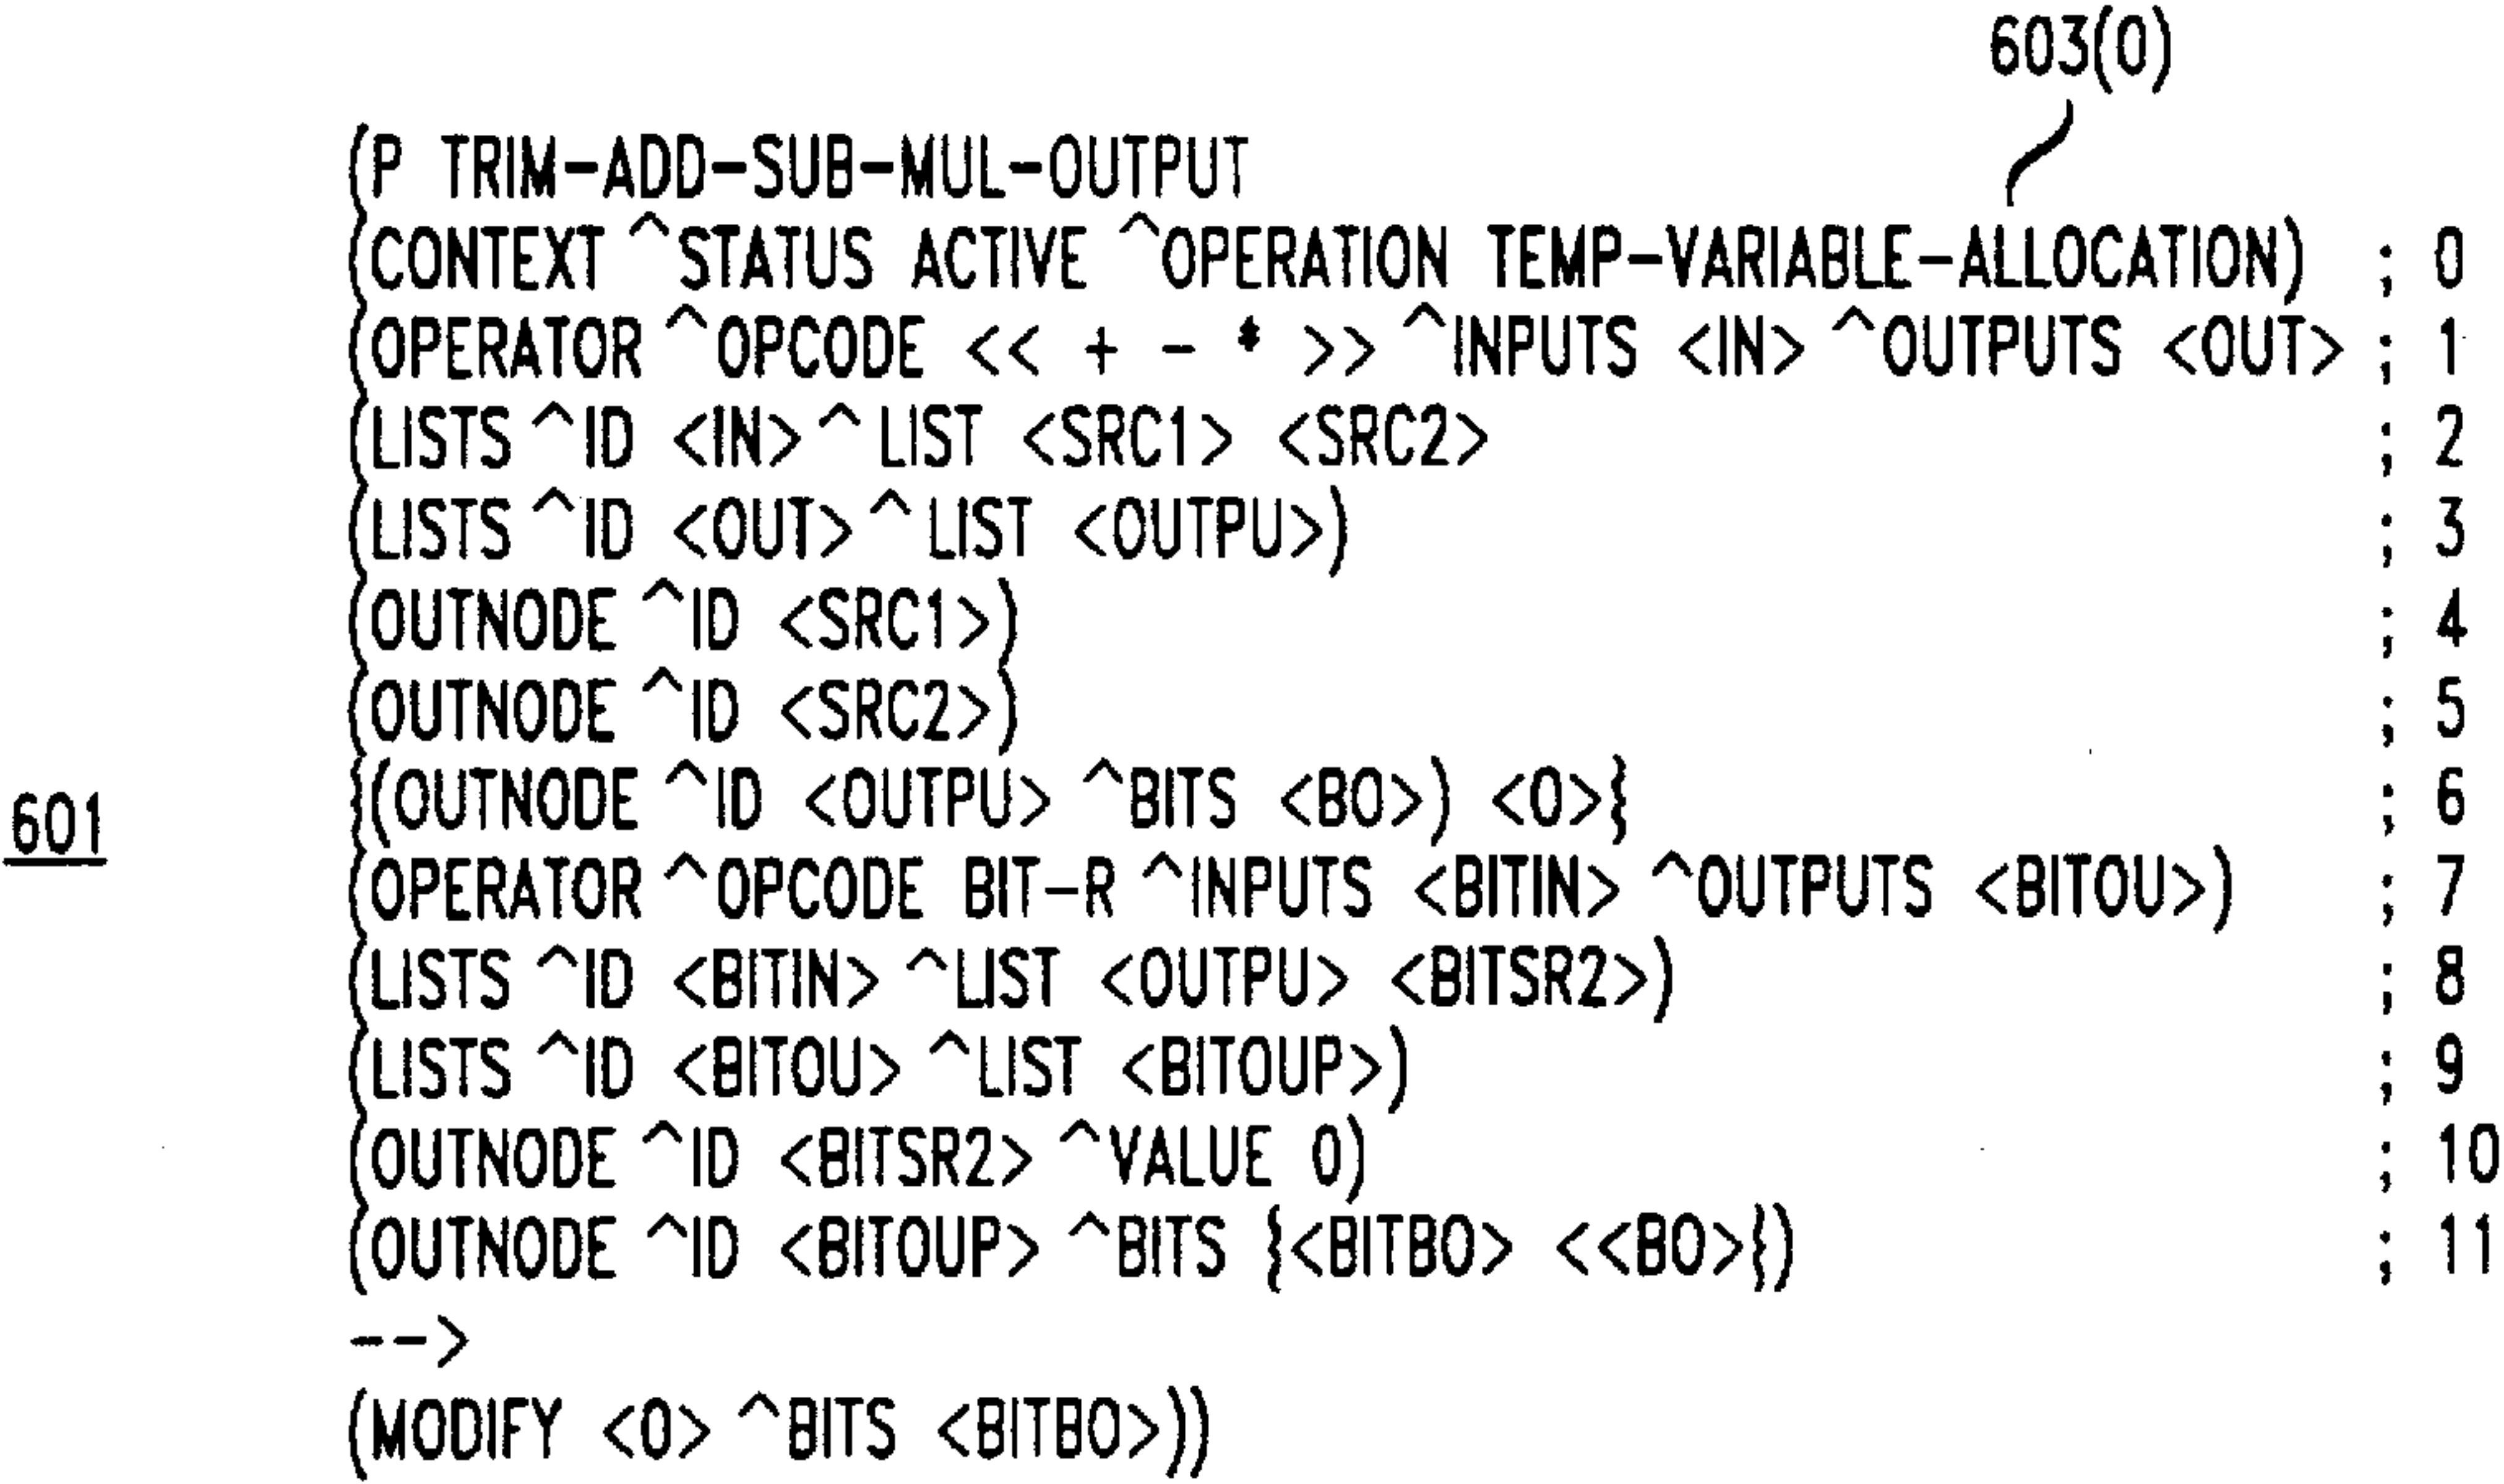 603(0)
(P TRIM-ADD-SUB-MUL-OUTPUT
(CONTEXT ^STATUS ACTIVE ^OPERATION TEMP-VARIABLE-ALLOCATION) ; 0
(OPERATOR ^OPCODE << + - * >> ^INPUTS <IN> ^OUTPUTS <OUT> ; 1
(LISTS ^ID <IN> ^LIST <SRC1> <SRC2> ; 2
(LISTS ^ID <OUT> ^LIST <OUTPU>) ; 3
(OUTNODE ^ID <SRC1>) ; 4
(OUTNODE ^ID <SRC2>) ; 5
{(OUTNODE ^ID <OUTPU> ^BITS <BO>) <O>{ ; 6
601
(OPERATOR ^OPCODE BIT-R ^INPUTS <BITIN> ^OUTPUTS <BITOU>) ; 7
(LISTS ^ID <BITIN> ^LIST <OUTPU> <BITSR2>) ; 8
(LISTS ^ID <BITOU> ^LIST <BITOUP>) ; 9
(OUTNODE ^ID <BITSR2> ^VALUE 0) ; 10
(OUTNODE ^ID <BITOUP> ^BITS {<BITBO> <<BO>}) ; 11
-->
(MODIFY <O> ^BITS <BITBO>))